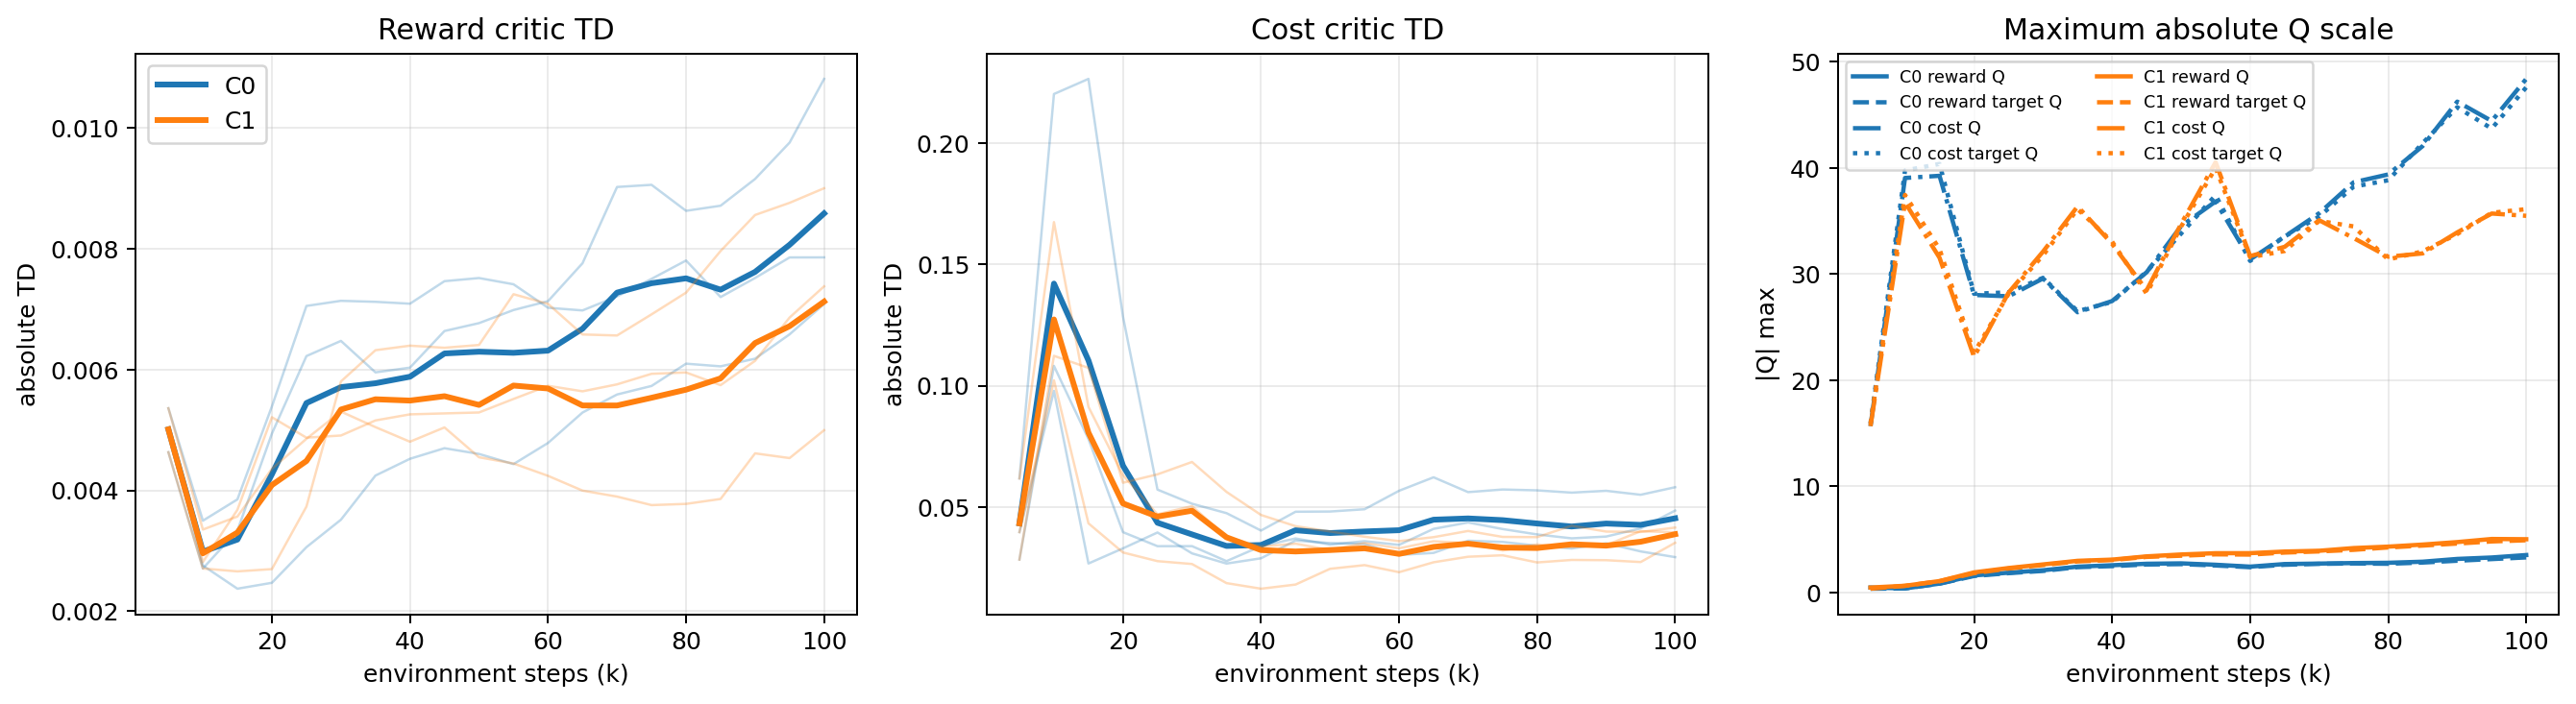 Reward critic TD
C0
C1
0.010
0.008
0.006
0.004
0.002
absolute TD
20 40 60 80 100
environment steps (k)
Cost critic TD
0.20
0.15
0.10
0.05
absolute TD
20 40 60 80 100
environment steps (k)
Maximum absolute Q scale
C0 reward Q
C0 reward target Q
C0 cost Q
C0 cost target Q
C1 reward Q
C1 reward target Q
C1 cost Q
C1 cost target Q
50
40
30
20
10
0
|Q| max
20 40 60 80 100
environment steps (k)